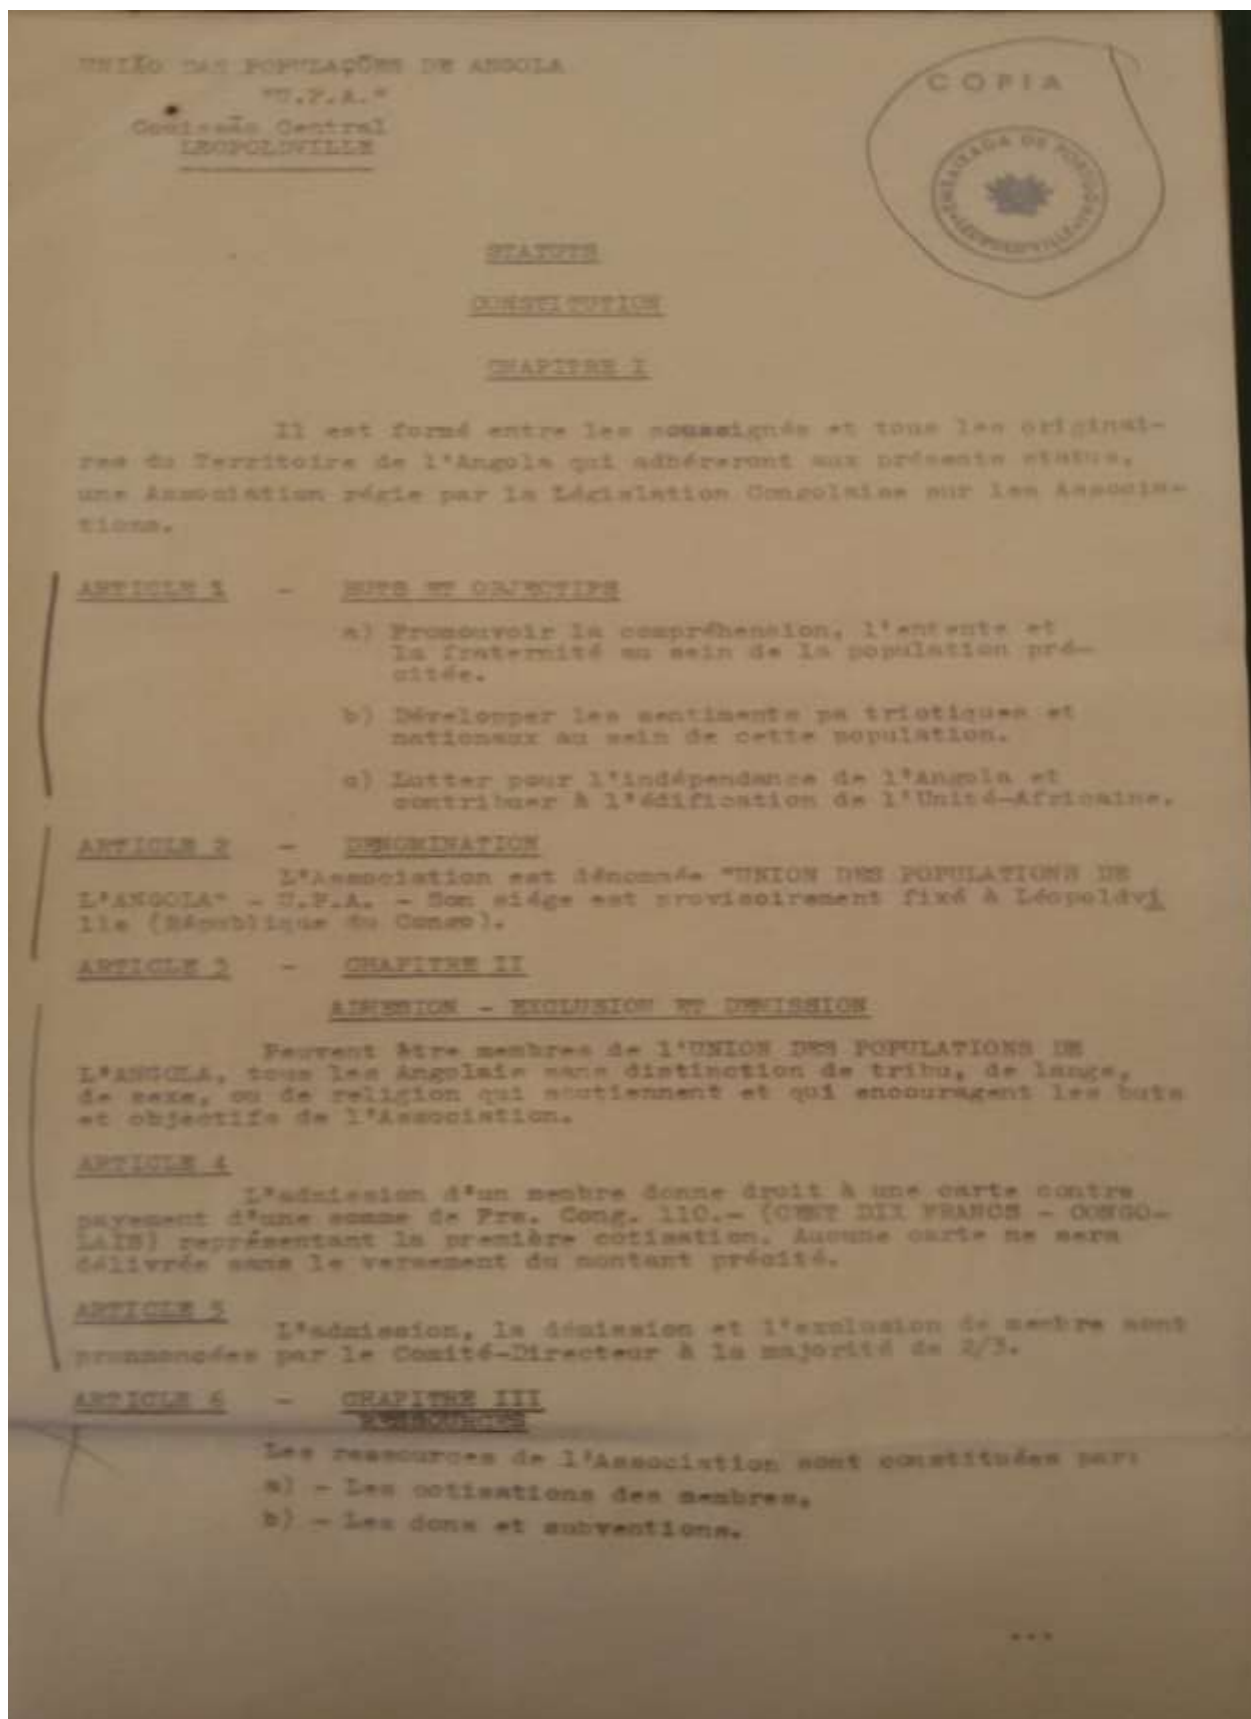 UNIÃO DAS POPULAÇÕES DE ANGOLA
"U.P.A."
Comissão Central
LEOPOLDVILLE
COPIA
EMBAIXADA DE PORTUGAL
LEOPOLDVILLE
STATUTS
CONSTITUTION
CHAPITRE I
Il est formé entre les soussignés et tous les originai-
res du Territoire de l'Angola qui adhéreront aux présents status,
une Association régie par la Législation Congolaise sur les Associa-
tions.
ARTICLE 1 - BUTS ET OBJECTIFS
a) Promouvoir la compréhension, l'entente et
la fraternité au sein de la population pré-
citée.
b) Développer les sentiments pa triotiques et
nationaux au sein de cette population.
c) Lutter pour l'indépendance de l'Angola et
contribuer à l'édification de l'Unité-Africaine.
ARTICLE 2 - DENOMINATION
L'Association est dénommée "UNION DES POPULATIONS DE
L'ANGOLA" - U.P.A. - Son siége est provisoirement fixé à Léopoldvi
lle (République du Congo).
ARTICLE 3 - CHAPITRE II
ADHESION - EXCLUSION ET DEMISSION
Peuvent être membres de l'UNION DES POPULATIONS DE
L'ANGOLA, tous les Angolais sans distinction de tribu, de lange,
de sexe, ou de religion qui soutiennent et qui encouragent les buts
et objectifs de l'Association.
ARTICLE 4
L'admission d'un membre donne droit à une carte contre
payement d'une somme de Frs. Cong. 110.- (CENT DIX FRANCS - CONGO-
LAIS) représentant la première cotisation. Aucune carte ne sera
délivrée sans le versement du montant précité.
ARTICLE 5
L'admission, la démission et l'exclusion de membre sont
prononcées par le Comité-Directeur à la majorité de 2/3.
ARTICLE 6 - CHAPITRE III
RESSOURCES
Les ressources de l'Association sont constituées par:
a) - Les cotisations des membres,
b) - Les dons et subventions.
...